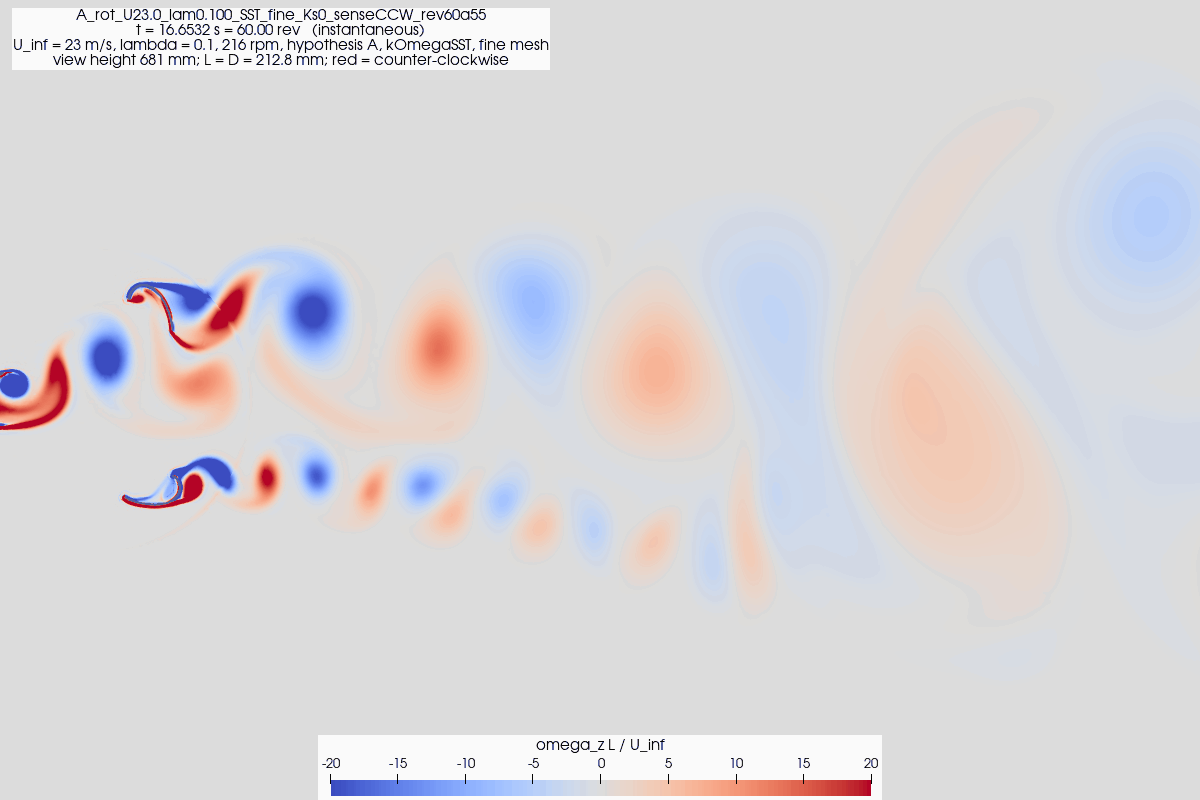 A_rot_U23.0_lam0.100_SST_fine_Ks0_senseCCW_rev60a55
t = 16.6532 s = 60.00 rev (instantaneous)
U_inf = 23 m/s, lambda = 0.1, 216 rpm, hypothesis A, kOmegaSST, fine mesh
view height 681 mm; L = D = 212.8 mm; red = counter-clockwise
omega_z L / U_inf
-20 -15 -10 -5 0 5 10 15 20